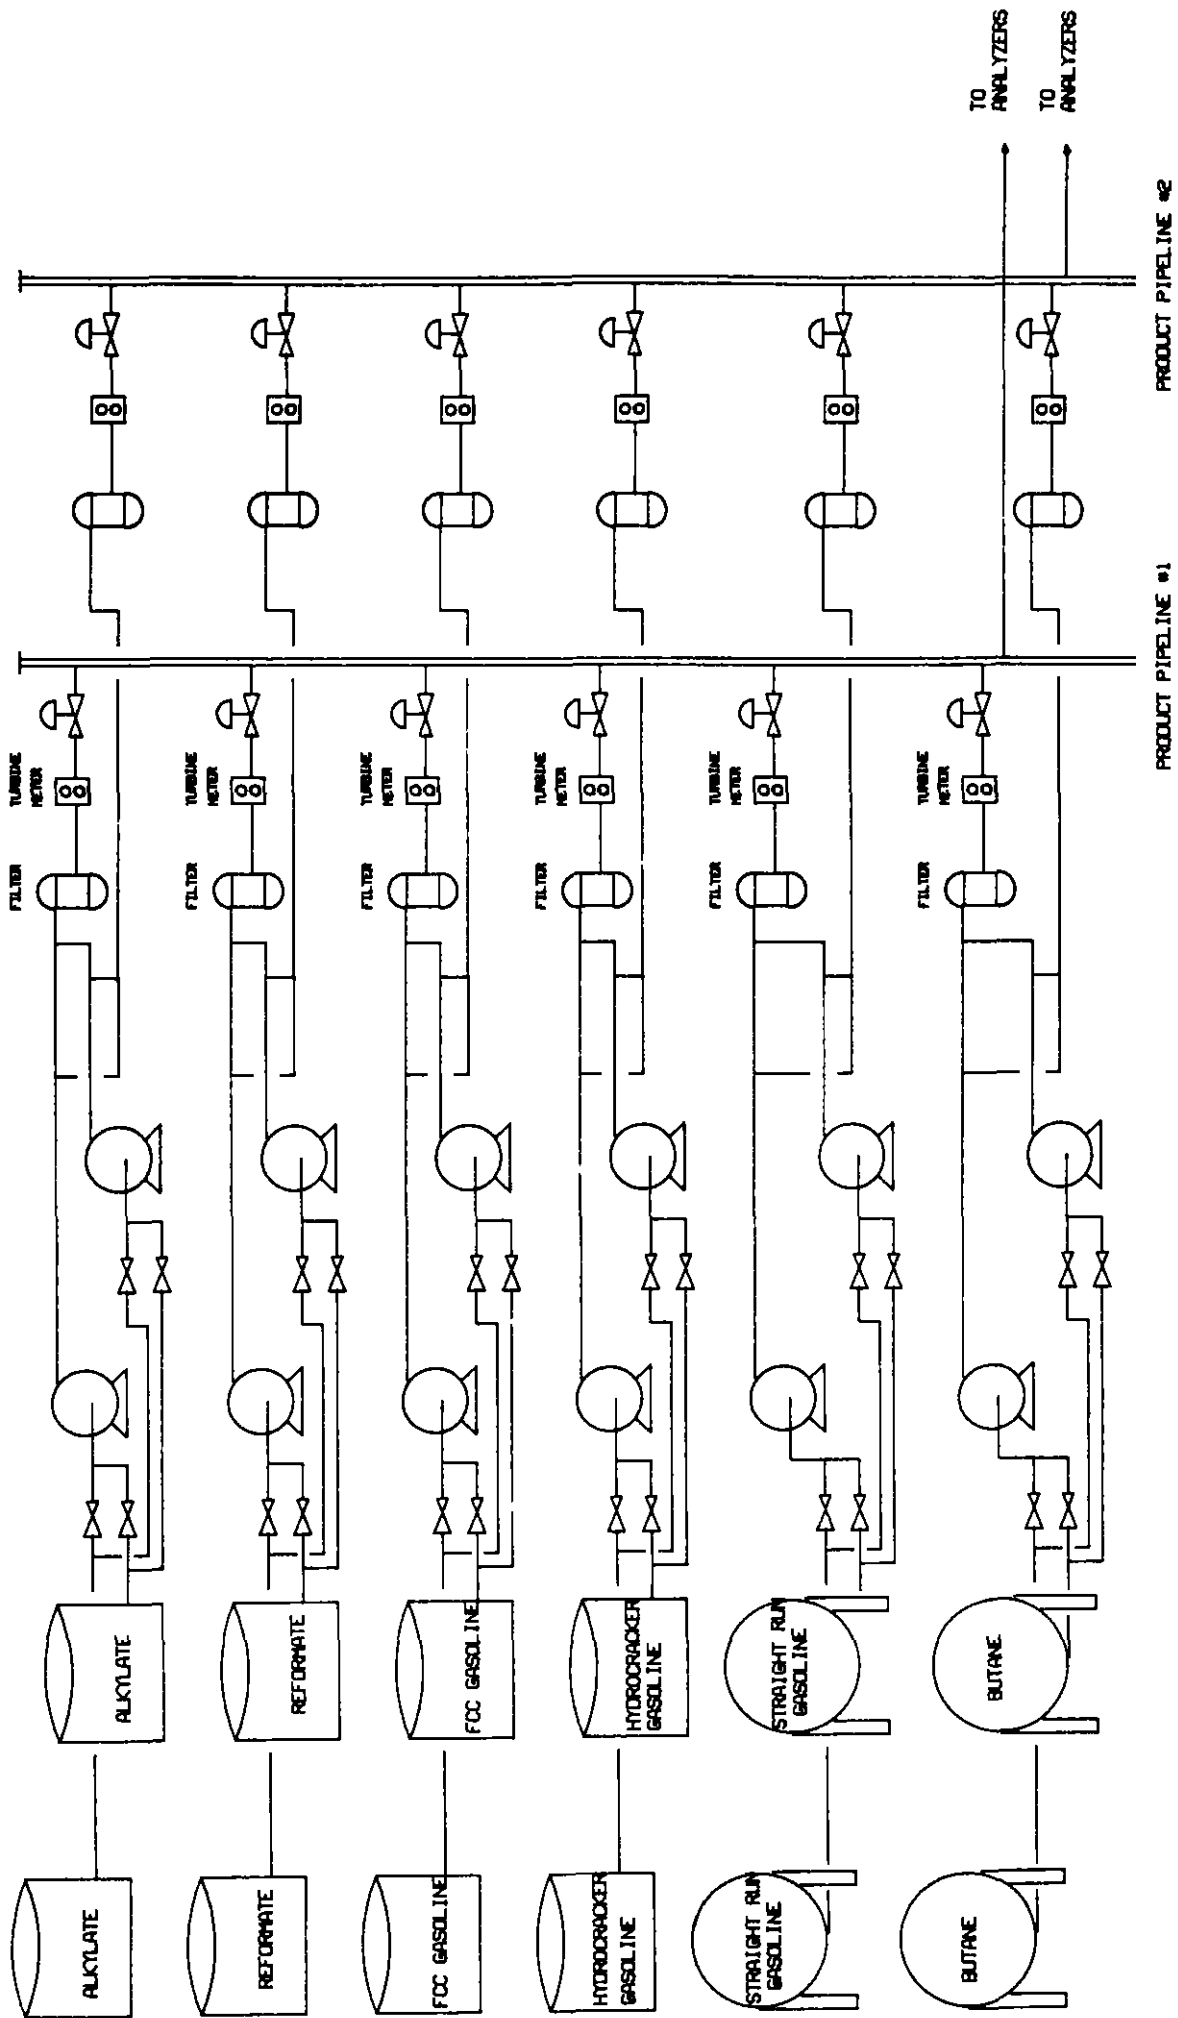 ALKYLATE
ALKYLATE
FILTER
TURBINE
METER
REFORMATE
REFORMATE
FILTER
TURBINE
METER
FCC GASOLINE
FCC GASOLINE
FILTER
TURBINE
METER
HYDROCRACKER
GASOLINE
HYDROCRACKER
GASOLINE
FILTER
TURBINE
METER
STRAIGHT RUN
GASOLINE
STRAIGHT RUN
GASOLINE
FILTER
TURBINE
METER
BUTANE
BUTANE
FILTER
TURBINE
METER
TO
ANALYZERS
TO
ANALYZERS
PRODUCT PIPELINE #1
PRODUCT PIPELINE #2